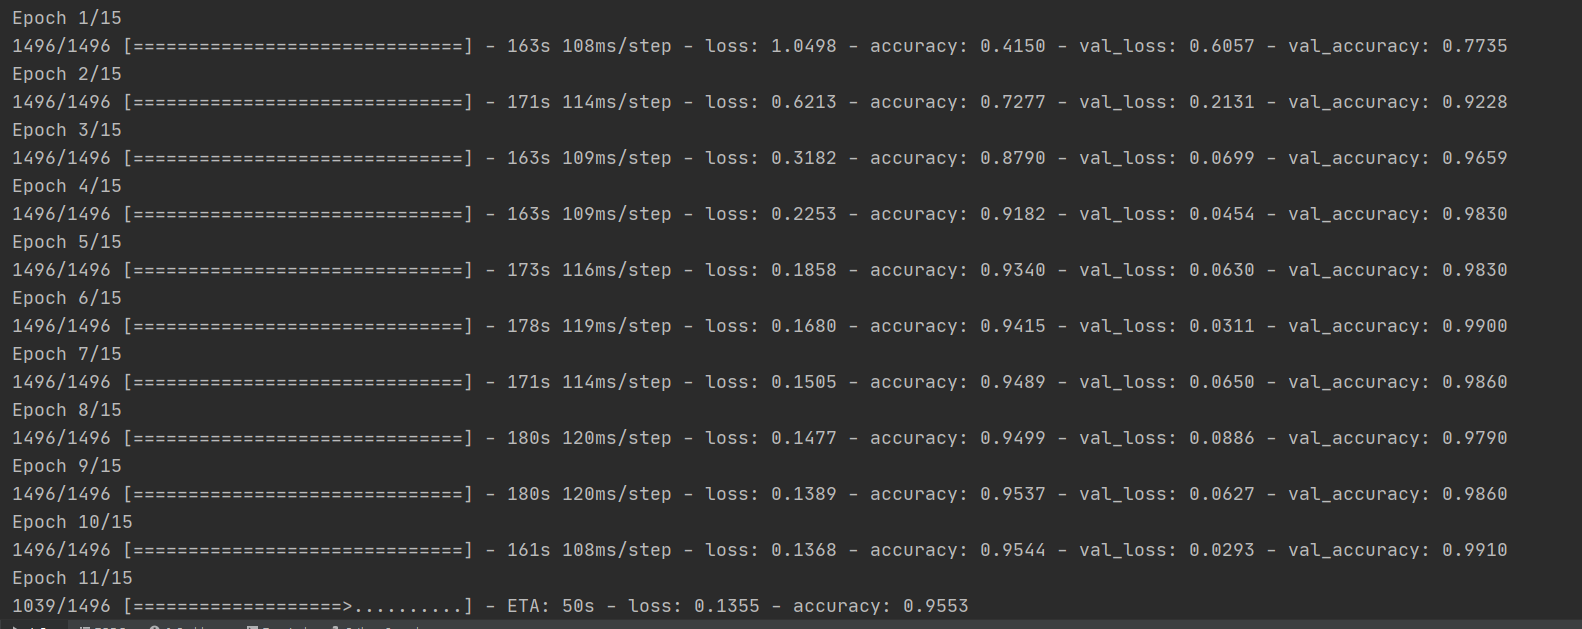 Epoch 1/15
1496/1496 [==============================] - 163s 108ms/step - loss: 1.0498 - accuracy: 0.4150 - val_loss: 0.6057 - val_accuracy: 0.7735
Epoch 2/15
1496/1496 [==============================] - 171s 114ms/step - loss: 0.6213 - accuracy: 0.7277 - val_loss: 0.2131 - val_accuracy: 0.9228
Epoch 3/15
1496/1496 [==============================] - 163s 109ms/step - loss: 0.3182 - accuracy: 0.8790 - val_loss: 0.0699 - val_accuracy: 0.9659
Epoch 4/15
1496/1496 [==============================] - 163s 109ms/step - loss: 0.2253 - accuracy: 0.9182 - val_loss: 0.0454 - val_accuracy: 0.9830
Epoch 5/15
1496/1496 [==============================] - 173s 116ms/step - loss: 0.1858 - accuracy: 0.9340 - val_loss: 0.0630 - val_accuracy: 0.9830
Epoch 6/15
1496/1496 [==============================] - 178s 119ms/step - loss: 0.1680 - accuracy: 0.9415 - val_loss: 0.0311 - val_accuracy: 0.9900
Epoch 7/15
1496/1496 [==============================] - 171s 114ms/step - loss: 0.1505 - accuracy: 0.9489 - val_loss: 0.0650 - val_accuracy: 0.9860
Epoch 8/15
1496/1496 [==============================] - 180s 120ms/step - loss: 0.1477 - accuracy: 0.9499 - val_loss: 0.0886 - val_accuracy: 0.9790
Epoch 9/15
1496/1496 [==============================] - 180s 120ms/step - loss: 0.1389 - accuracy: 0.9537 - val_loss: 0.0627 - val_accuracy: 0.9860
Epoch 10/15
1496/1496 [==============================] - 161s 108ms/step - loss: 0.1368 - accuracy: 0.9544 - val_loss: 0.0293 - val_accuracy: 0.9910
Epoch 11/15
1039/1496 [===================>..........] - ETA: 50s - loss: 0.1355 - accuracy: 0.9553